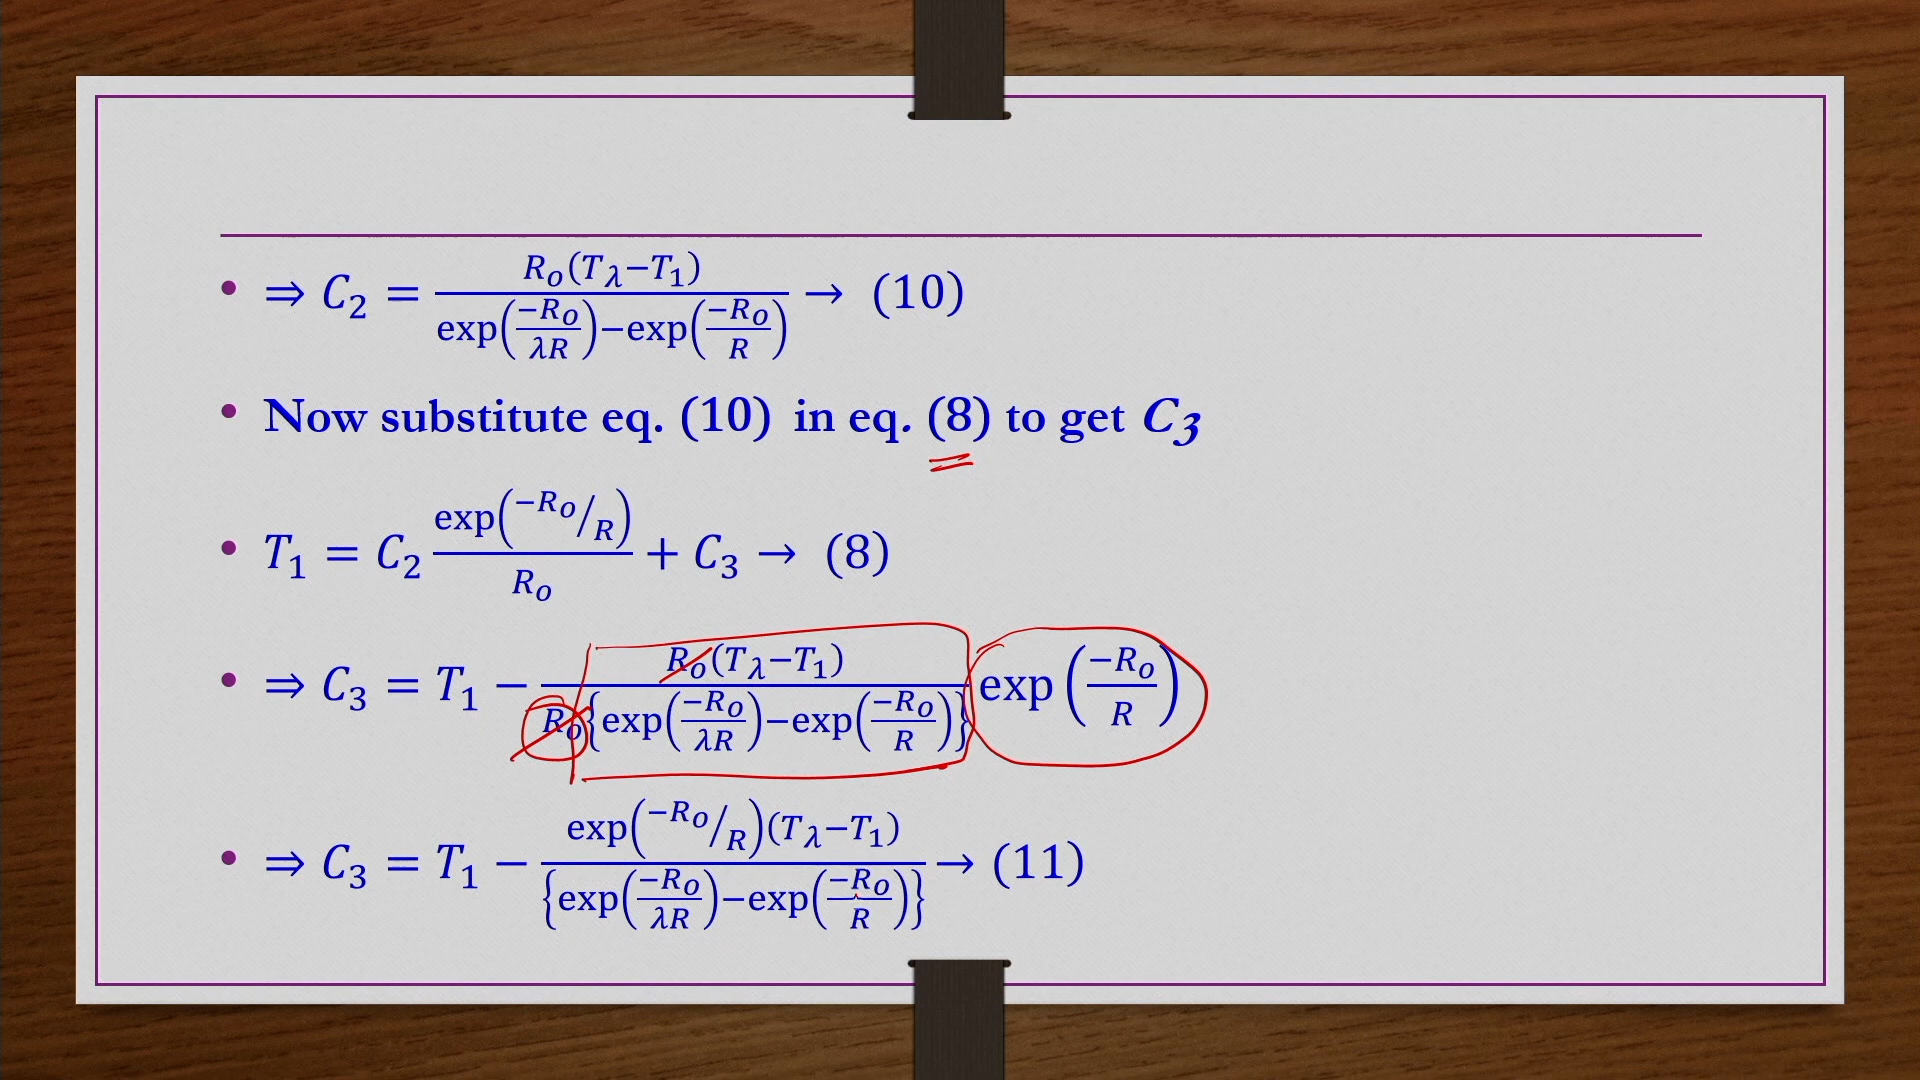 • ⇒ C₂ = R₀(T_λ−T₁) / (exp(−R₀/λR)−exp(−R₀/R)) → (10)
• Now substitute eq. (10) in eq. (8) to get C₃
• T₁ = C₂ exp(−R₀/R) / R₀ + C₃ → (8)
• ⇒ C₃ = T₁ − R₀(T_λ−T₁) / (R₀{exp(−R₀/λR)−exp(−R₀/R)}) exp(−R₀/R)
• ⇒ C₃ = T₁ − exp(−R₀/R)(T_λ−T₁) / {exp(−R₀/λR)−exp(−R₀/R)} → (11)